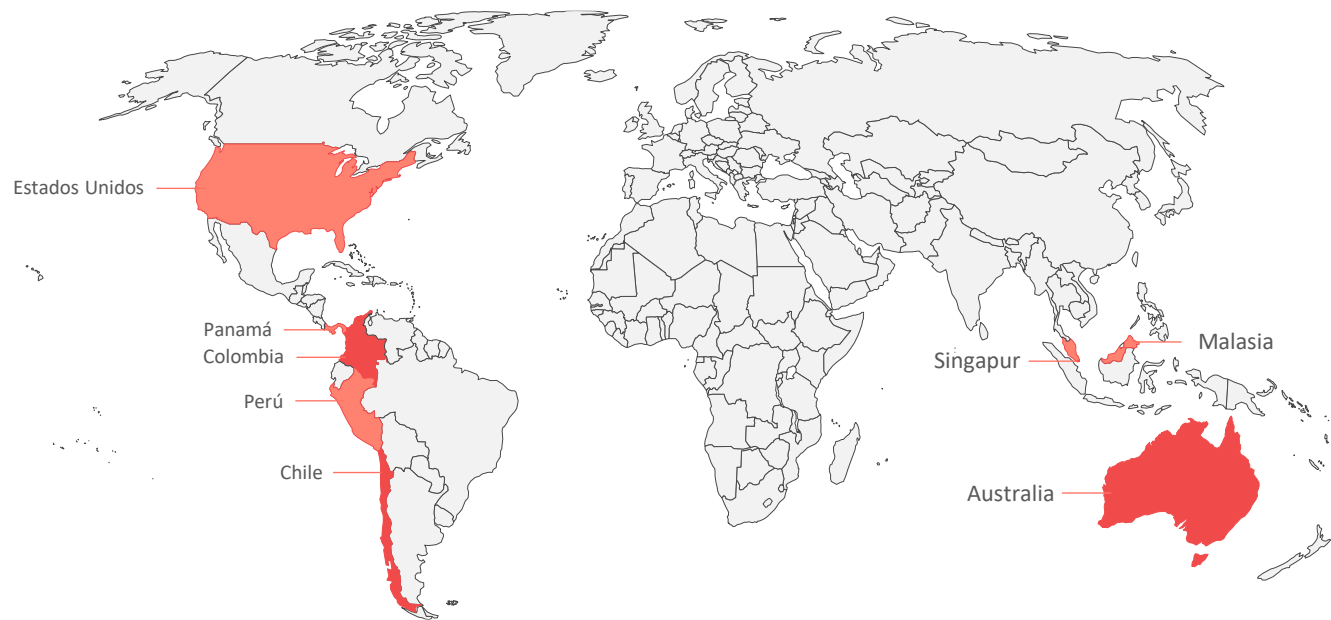 Estados Unidos
Panamá
Colombia
Perú
Chile
Malasia
Singapur
Australia